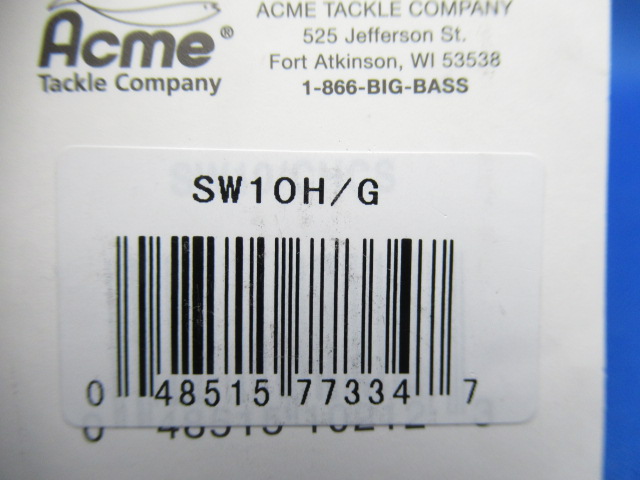 Acme®
Tackle Company
ACME TACKLE COMPANY
525 Jefferson St.
Fort Atkinson, WI 53538
1-866-BIG-BASS
SW10H/G
0 48515 77334 7